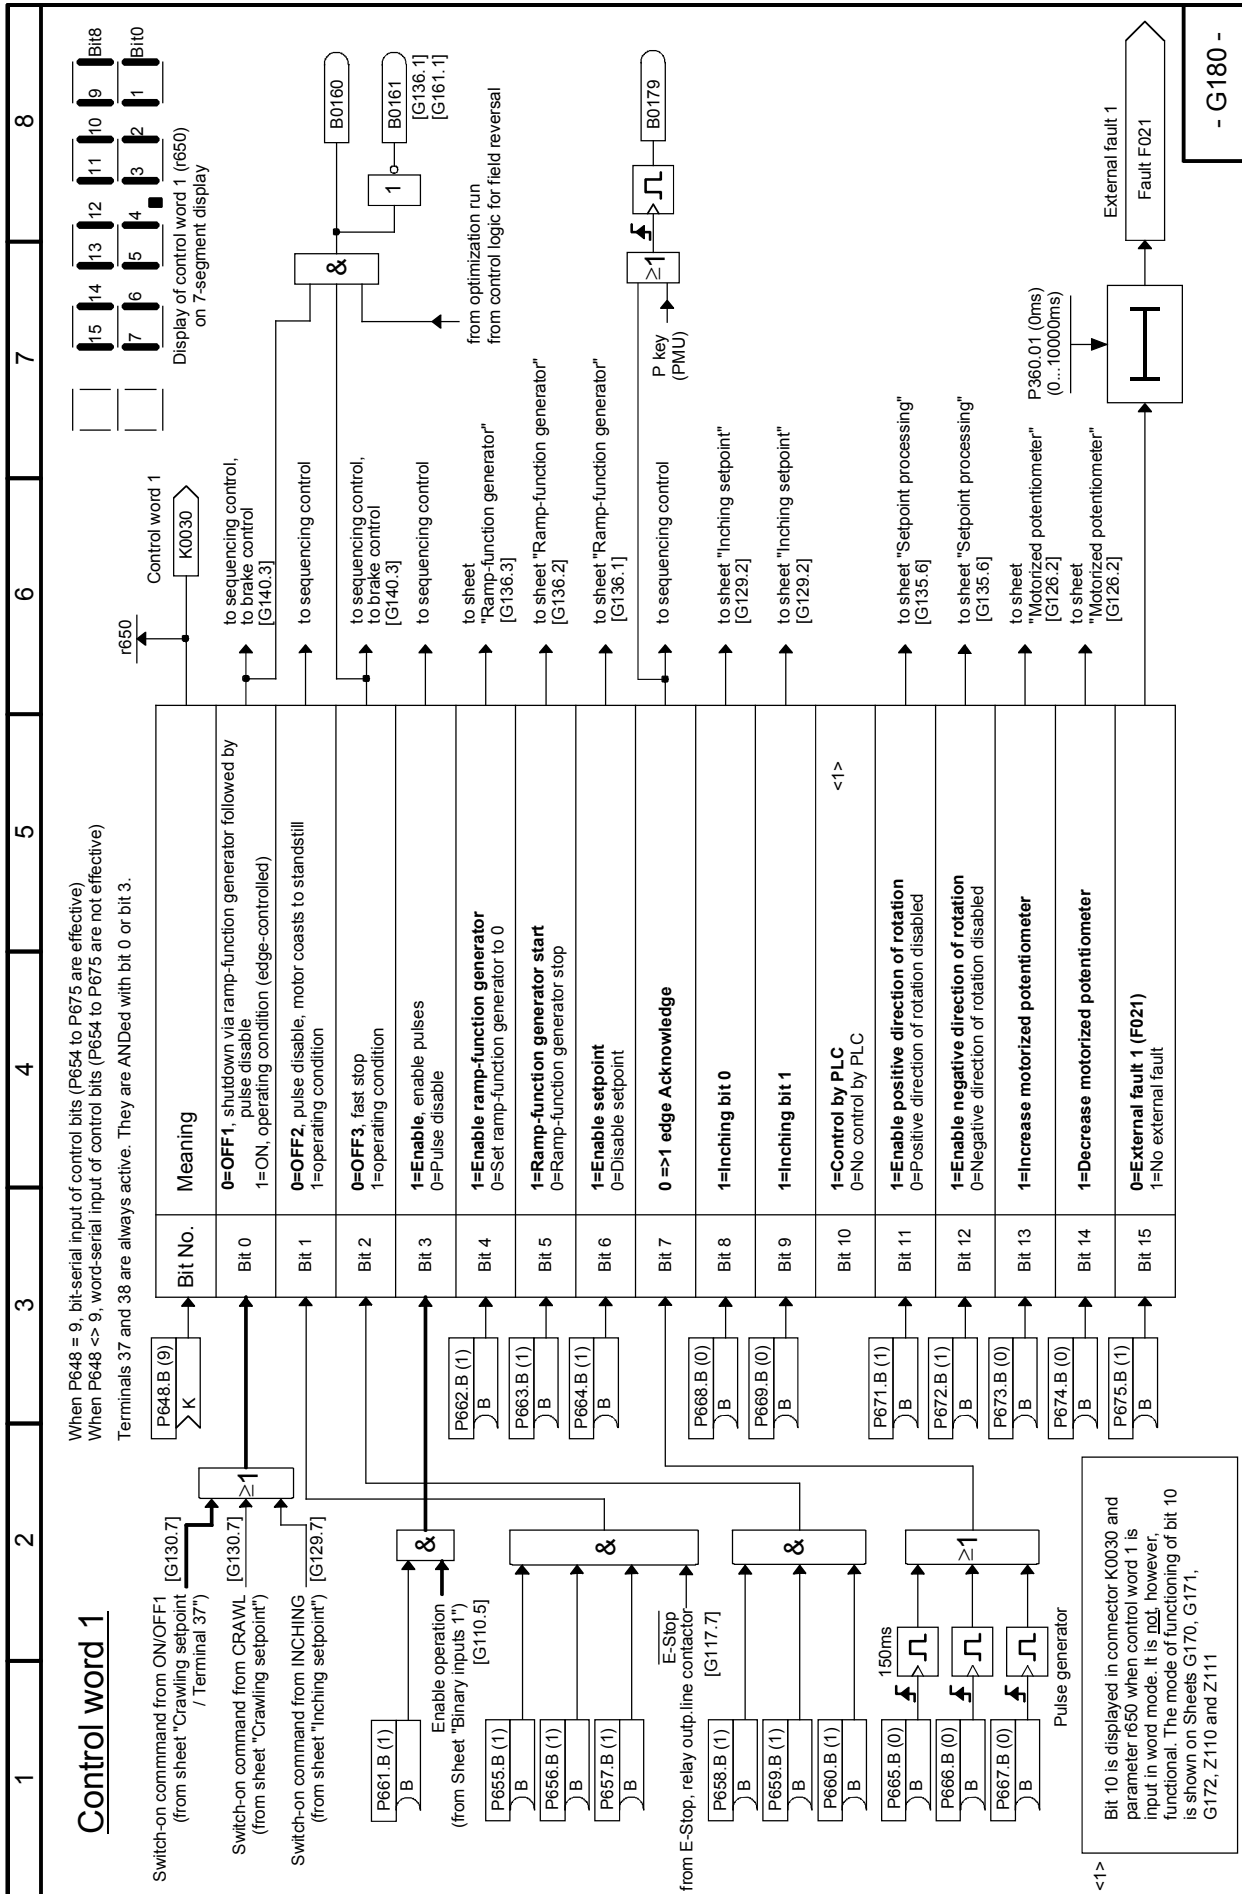 1
2
3
4
5
6
7
8
Control word 1
When P648 = 9, bit-serial input of control bits (P654 to P675 are effective)
When P648 <> 9, word-serial input of control bits (P654 to P675 are not effective)
Terminals 37 and 38 are always active. They are ANDed with bit 0 or bit 3.
15
14
13
12
11
10
9
Bit8
7
6
5
4
3
2
1
Bit0
Display of control word 1 (r650)
on 7-segment display
r650
Control word 1
K0030
P648.B (9)
K
Bit No.
Meaning
Switch-on commmand from ON/OFF1
(from sheet "Crawling setpoint
/ Terminal 37")
[G130.7]
Switch-on command from CRAWL
(from sheet "Crawling setpoint")
[G130.7]
Switch-on command from INCHING
(from sheet "Inching setpoint")
[G129.7]
≥1
Bit 0
0=OFF1, shutdown via ramp-function generator followed by
pulse disable
1=ON, operating condition (edge-controlled)
to sequencing control,
to brake control
[G140.3]
Bit 1
0=OFF2, pulse disable, motor coasts to standstill
1=operating condition
to sequencing control
Bit 2
0=OFF3, fast stop
1=operating condition
to sequencing control,
to brake control
[G140.3]
&
B0160
1
B0161
[G136.1]
[G161.1]
from optimization run
from control logic for field reversal
P661.B (1)
B
Enable operation
(from Sheet "Binary inputs 1")
[G110.5]
&
Bit 3
1=Enable, enable pulses
0=Pulse disable
to sequencing control
P662.B (1)
B
Bit 4
1=Enable ramp-function generator
0=Set ramp-function generator to 0
to sheet
"Ramp-function generator"
[G136.3]
P655.B (1)
B
P656.B (1)
B
P657.B (1)
B
E-Stop
from E-Stop, relay outp.line contactor
[G117.7]
&
P663.B (1)
B
Bit 5
1=Ramp-function generator start
0=Ramp-function generator stop
to sheet "Ramp-function generator"
[G136.2]
P664.B (1)
B
Bit 6
1=Enable setpoint
0=Disable setpoint
to sheet "Ramp-function generator"
[G136.1]
Bit 7
0 =>1 edge Acknowledge
to sequencing control
P key
(PMU)
≥1
B0179
P658.B (1)
B
P659.B (1)
B
P660.B (1)
B
&
P668.B (0)
B
Bit 8
1=Inching bit 0
to sheet "Inching setpoint"
[G129.2]
P669.B (0)
B
Bit 9
1=Inching bit 1
to sheet "Inching setpoint"
[G129.2]
Bit 10
1=Control by PLC
0=No control by PLC
<1>
P665.B (0)
B
P666.B (0)
B
P667.B (0)
B
150ms
Pulse generator
≥1
P671.B (1)
B
Bit 11
1=Enable positive direction of rotation
0=Positive direction of rotation disabled
to sheet "Setpoint processing"
[G135.6]
P672.B (1)
B
Bit 12
1=Enable negative direction of rotation
0=Negative direction of rotation disabled
to sheet "Setpoint processing"
[G135.6]
P673.B (0)
B
Bit 13
1=Increase motorized potentiometer
to sheet
"Motorized potentiometer"
[G126.2]
P674.B (0)
B
Bit 14
1=Decrease motorized potentiometer
to sheet
"Motorized potentiometer"
[G126.2]
P675.B (1)
B
Bit 15
0=External fault 1 (F021)
1=No external fault
P360.01 (0ms)
(0...10000ms)
External fault 1
Fault F021
<1>
Bit 10 is displayed in connector K0030 and
parameter r650 when control word 1 is
input in word mode. It is not, however,
functional. The mode of functioning of bit 10
is shown on Sheets G170, G171,
G172, Z110 and Z111
- G180 -